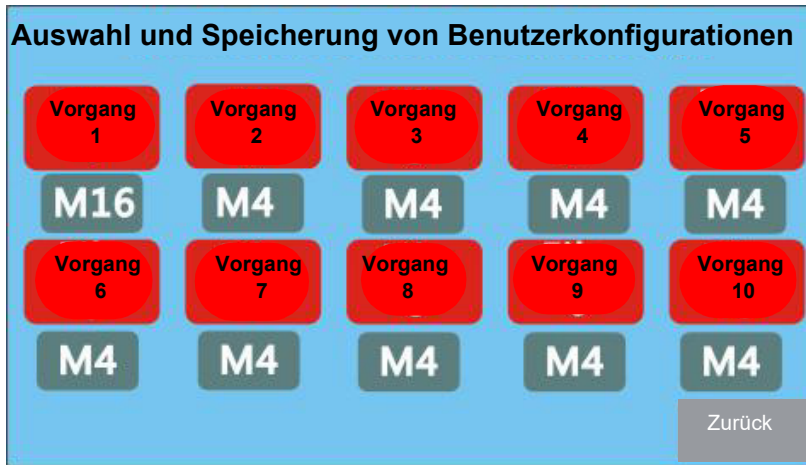 Auswahl und Speicherung von Benutzerkonfigurationen
Vorgang Vorgang Vorgang Vorgang Vorgang
1 2 3 4 5
M16 M4 M4 M4 M4
Vorgang Vorgang Vorgang Vorgang Vorgang
6 7 8 9 10
M4 M4 M4 M4 M4
Zurück